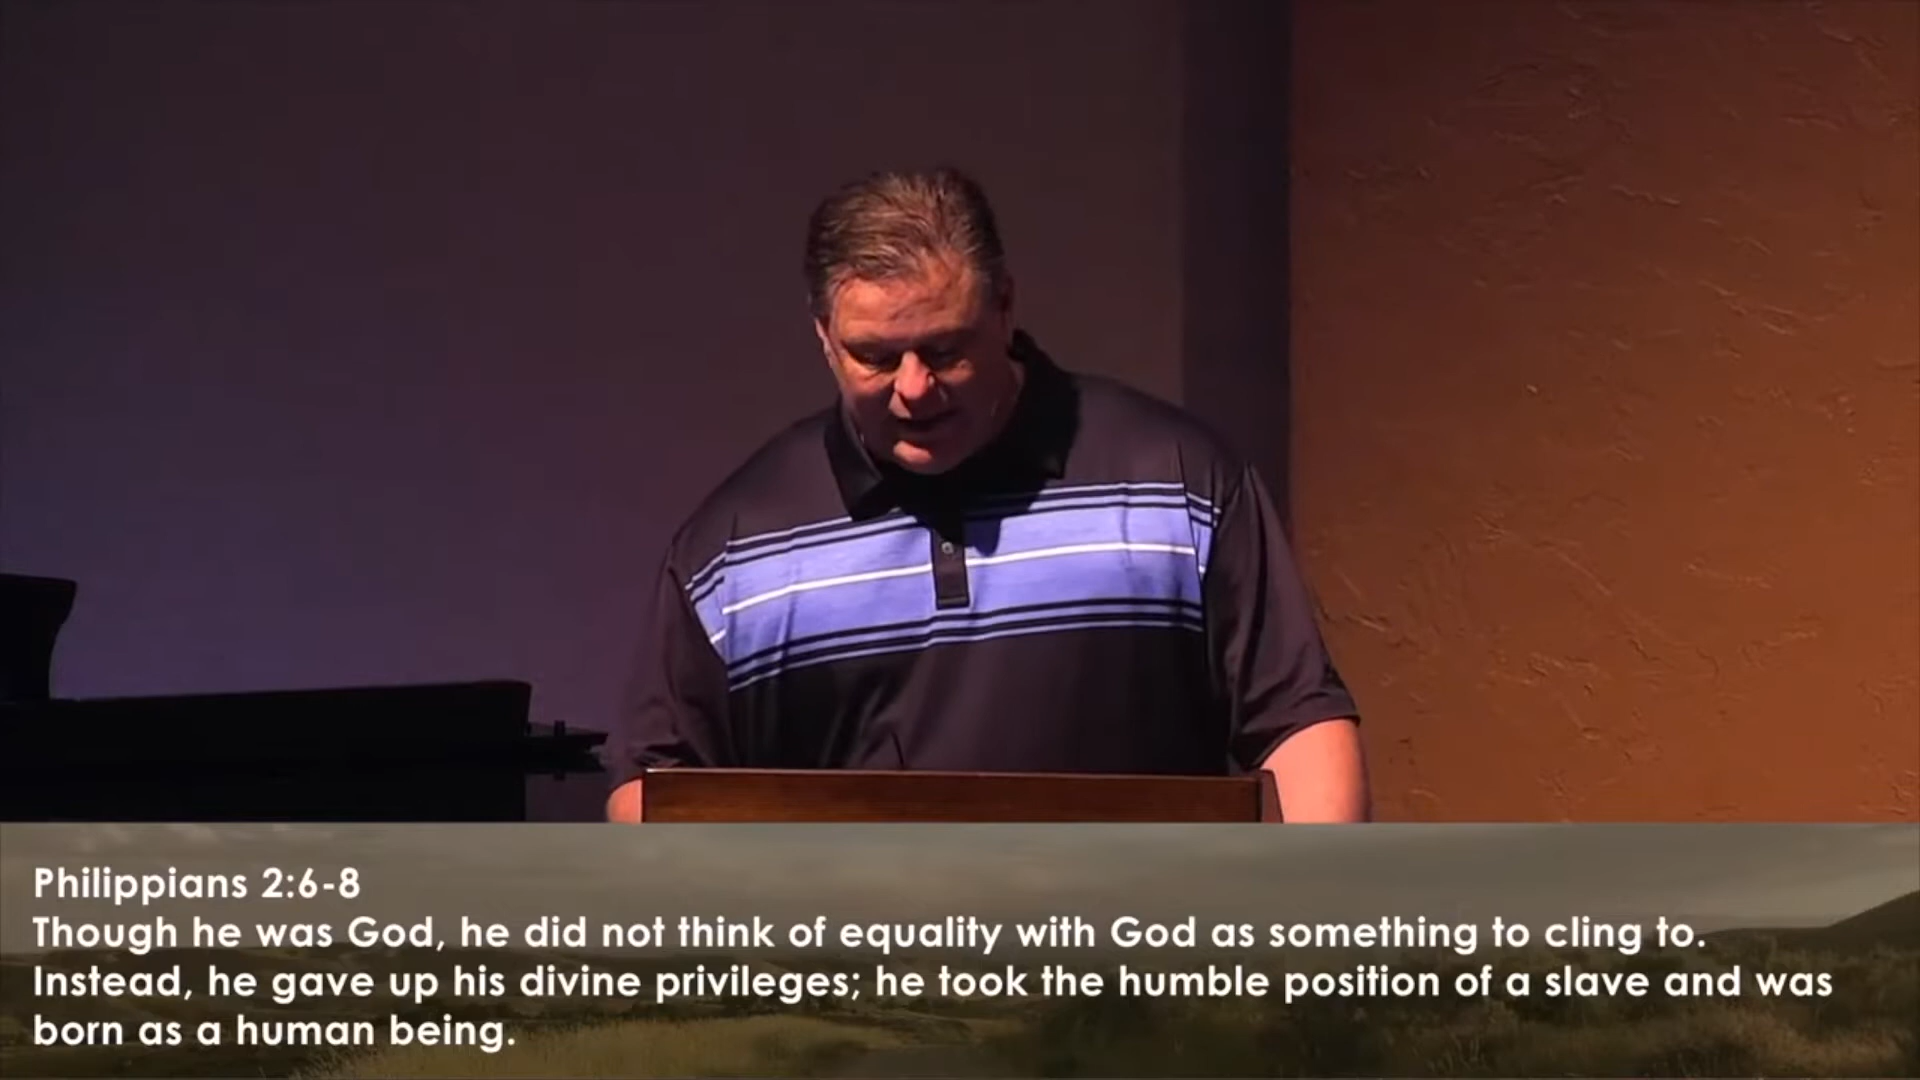 Philippians 2:6-8
Though he was God, he did not think of equality with God as something to cling to.
Instead, he gave up his divine privileges; he took the humble position of a slave and was
born as a human being.